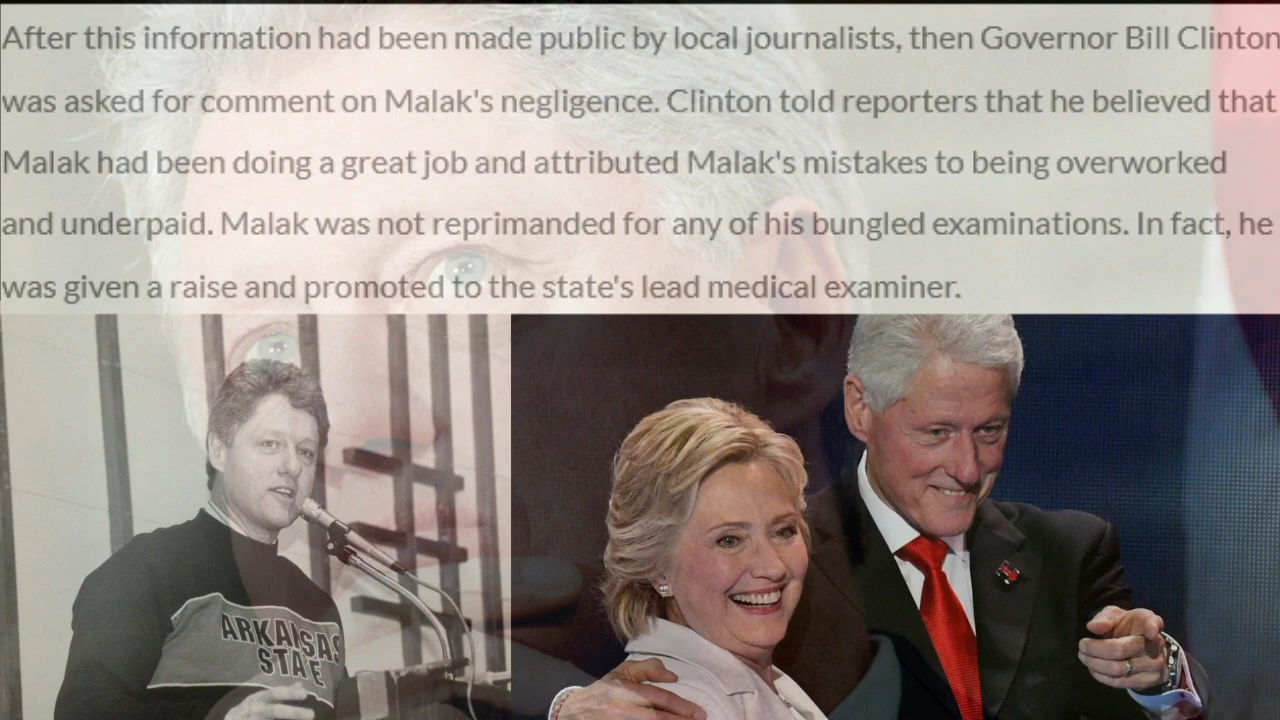 After this information had been made public by local journalists, then Governor Bill Clinton
was asked for comment on Malak's negligence. Clinton told reporters that he believed that
Malak had been doing a great job and attributed Malak's mistakes to being overworked
and underpaid. Malak was not reprimanded for any of his bungled examinations. In fact, he
was given a raise and promoted to the state's lead medical examiner.
ARKANSAS
STATE